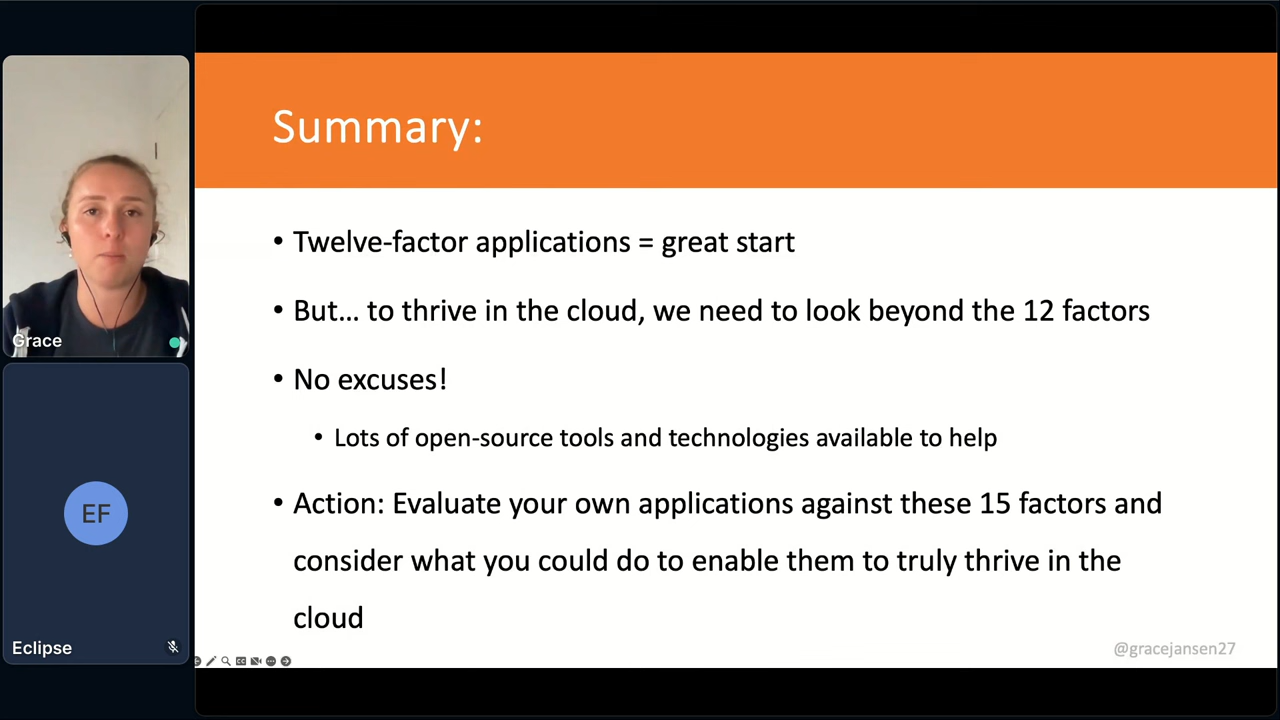 Summary:
• Twelve-factor applications = great start
• But... to thrive in the cloud, we need to look beyond the 12 factors
• No excuses!
• Lots of open-source tools and technologies available to help
• Action: Evaluate your own applications against these 15 factors and
consider what you could do to enable them to truly thrive in the
cloud
@gracejansen27
Grace
EF
Eclipse